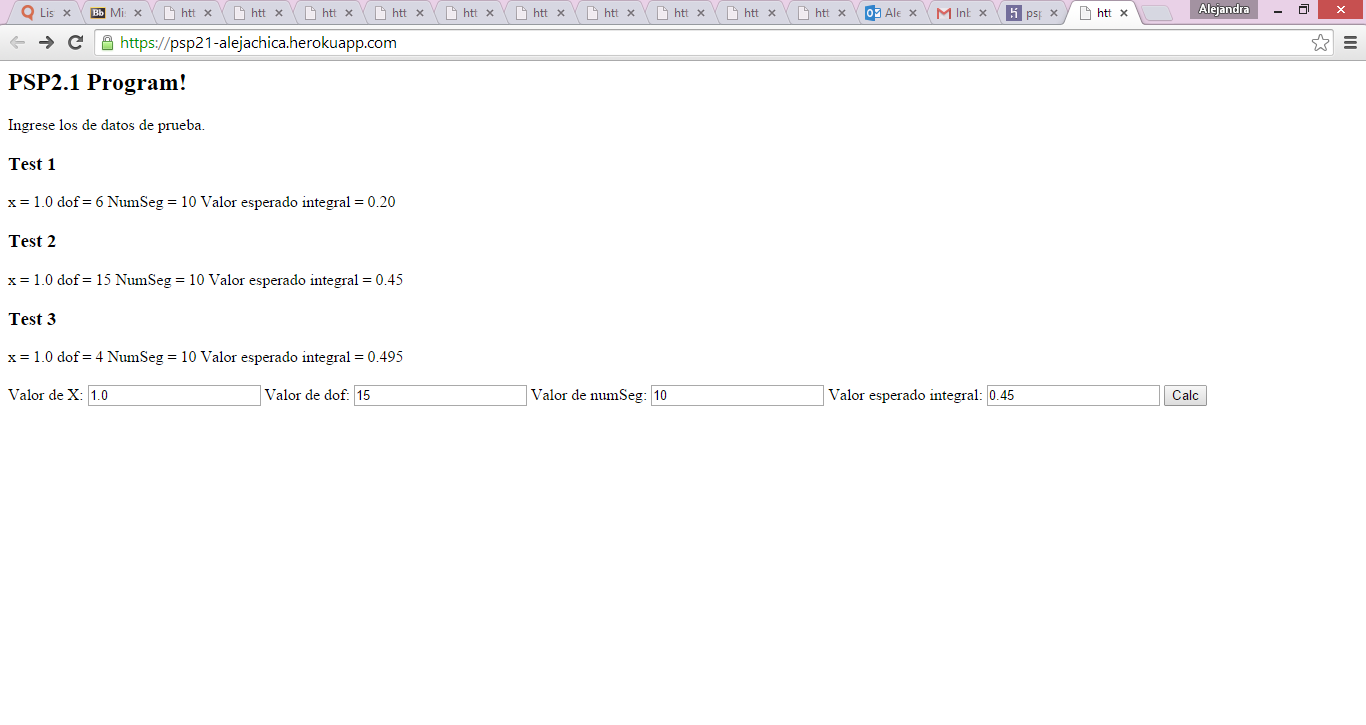 Lis
Mi
htt
htt
htt
htt
htt
htt
htt
htt
htt
htt
Ale
Inb
psp
htt
Alejandra
https://psp21-alejachica.herokuapp.com
PSP2.1 Program!
Ingrese los de datos de prueba.
Test 1
x = 1.0 dof = 6 NumSeg = 10 Valor esperado integral = 0.20
Test 2
x = 1.0 dof = 15 NumSeg = 10 Valor esperado integral = 0.45
Test 3
x = 1.0 dof = 4 NumSeg = 10 Valor esperado integral = 0.495
Valor de X: 1.0 Valor de dof: 15 Valor de numSeg: 10 Valor esperado integral: 0.45 Calc